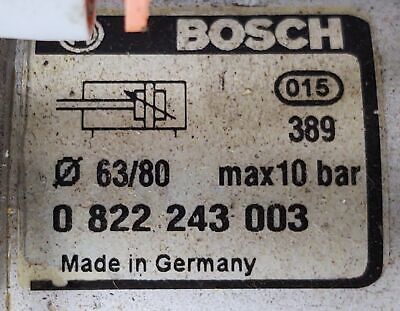 BOSCH
015
389
Ø 63/80 max10 bar
0 822 243 003
Made in Germany